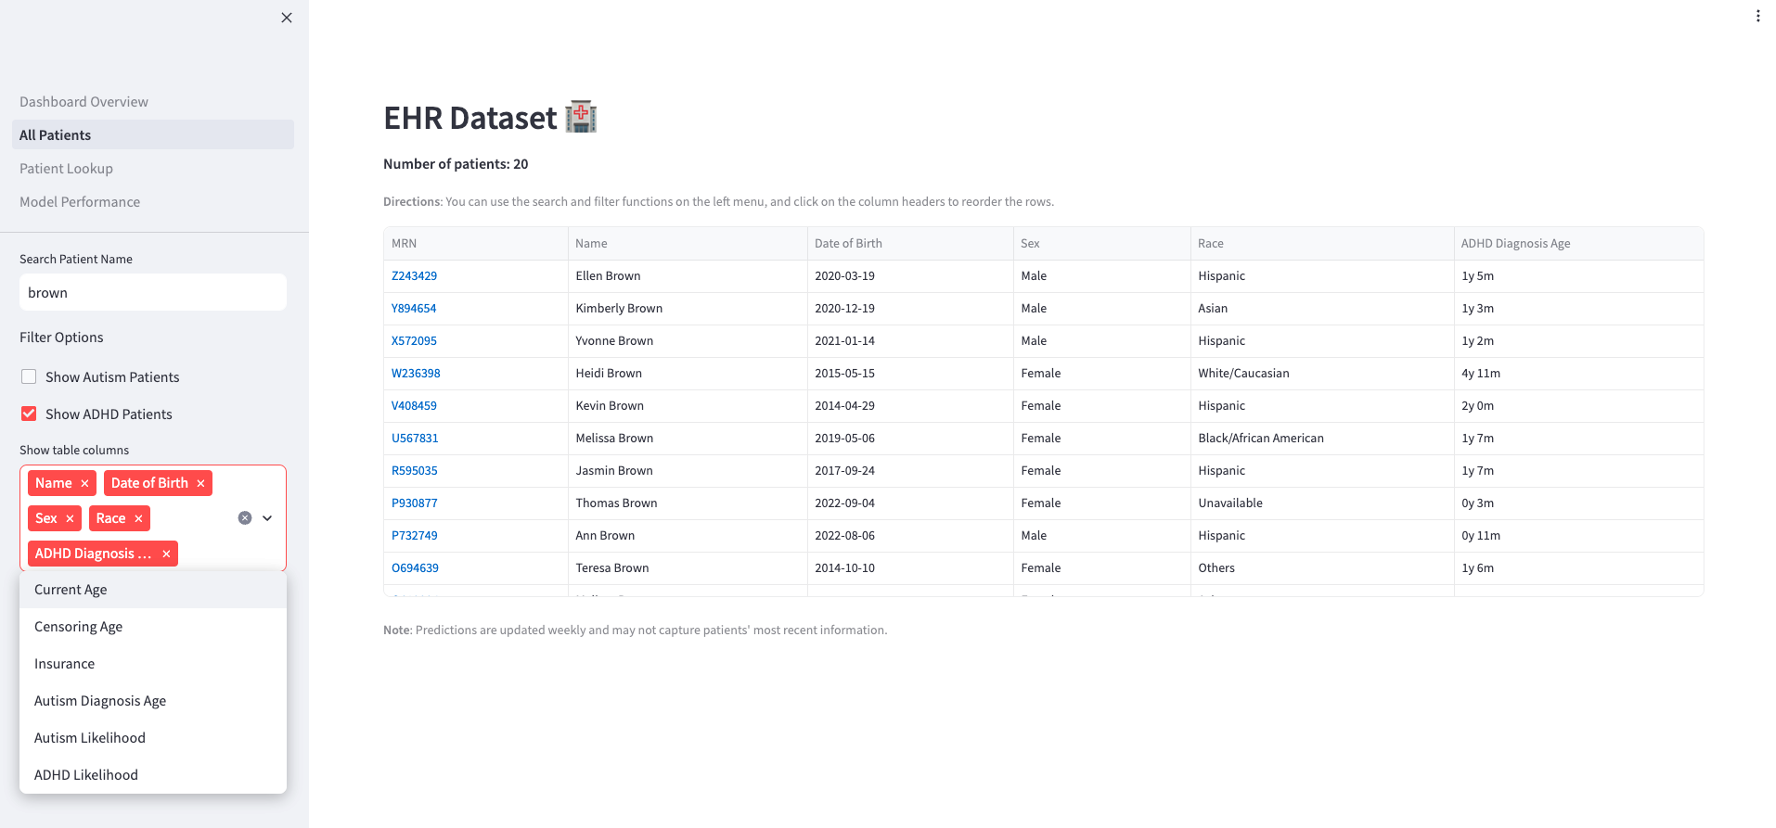 Dashboard Overview
All Patients
Patient Lookup
Model Performance
Search Patient Name
brown
Filter Options
Show Autism Patients
Show ADHD Patients
Show table columns
Name × Date of Birth ×
Sex × Race ×
ADHD Diagnosis ... ×
Current Age
Censoring Age
Insurance
Autism Diagnosis Age
Autism Likelihood
ADHD Likelihood
EHR Dataset
Number of patients: 20
Directions: You can use the search and filter functions on the left menu, and click on the column headers to reorder the rows.
MRN Name Date of Birth Sex Race ADHD Diagnosis Age
Z243429 Ellen Brown 2020-03-19 Male Hispanic 1y 5m
Y894654 Kimberly Brown 2020-12-19 Male Asian 1y 3m
X572095 Yvonne Brown 2021-01-14 Male Hispanic 1y 2m
W236398 Heidi Brown 2015-05-15 Female White/Caucasian 4y 11m
V408459 Kevin Brown 2014-04-29 Female Hispanic 2y 0m
U567831 Melissa Brown 2019-05-06 Female Black/African American 1y 7m
R595035 Jasmin Brown 2017-09-24 Female Hispanic 1y 7m
P930877 Thomas Brown 2022-09-04 Female Unavailable 0y 3m
P732749 Ann Brown 2022-08-06 Male Hispanic 0y 11m
O694639 Teresa Brown 2014-10-10 Female Others 1y 6m
Note: Predictions are updated weekly and may not capture patients' most recent information.